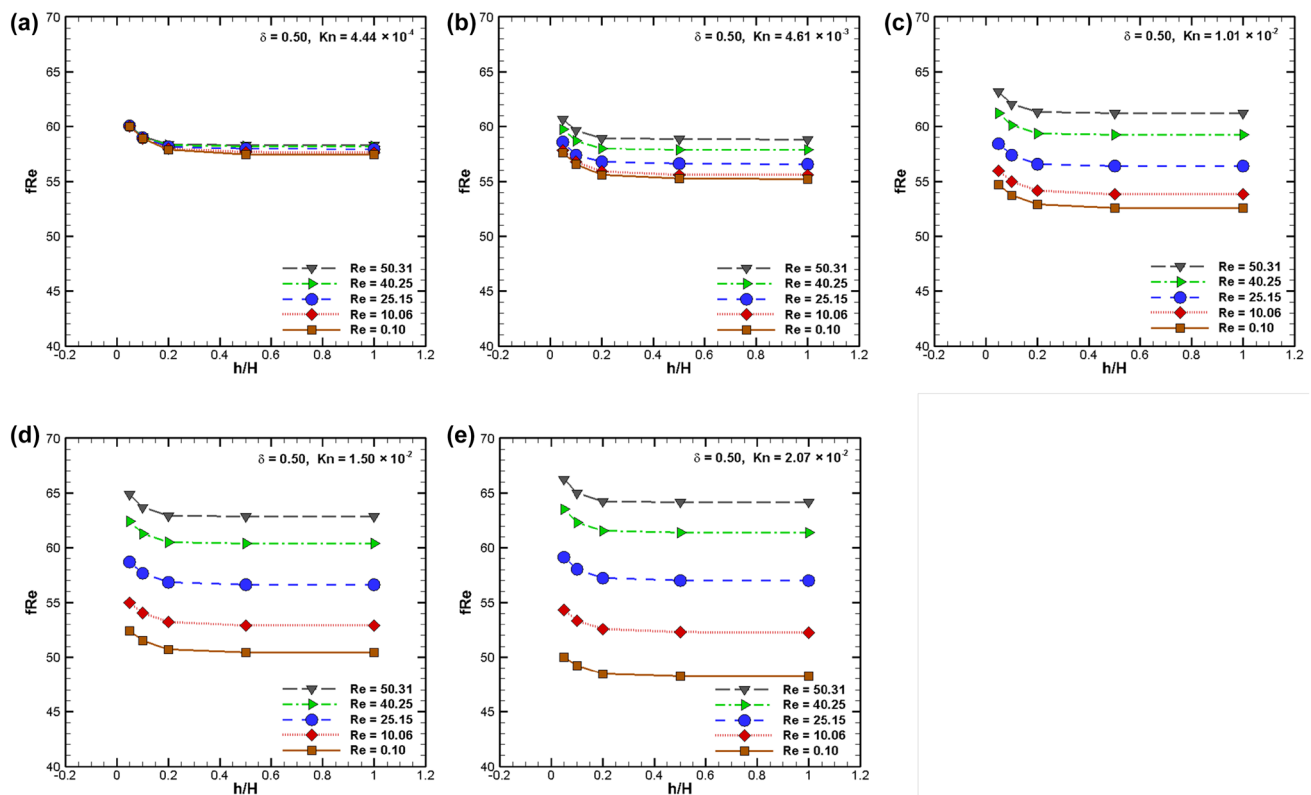 (a)
δ = 0.50, Kn = 4.44 × 10⁻⁴
70
65
60
55
50
45
40
fRe
Re = 50.31
Re = 40.25
Re = 25.15
Re = 10.06
Re = 0.10
-0.2 0 0.2 0.4 0.6 0.8 1 1.2
h/H
(b)
δ = 0.50, Kn = 4.61 × 10⁻³
70
65
60
55
50
45
40
fRe
Re = 50.31
Re = 40.25
Re = 25.15
Re = 10.06
Re = 0.10
-0.2 0 0.2 0.4 0.6 0.8 1 1.2
h/H
(c)
δ = 0.50, Kn = 1.01 × 10⁻²
70
65
60
55
50
45
40
fRe
Re = 50.31
Re = 40.25
Re = 25.15
Re = 10.06
Re = 0.10
-0.2 0 0.2 0.4 0.6 0.8 1 1.2
h/H
(d)
δ = 0.50, Kn = 1.50 × 10⁻²
70
65
60
55
50
45
40
fRe
Re = 50.31
Re = 40.25
Re = 25.15
Re = 10.06
Re = 0.10
-0.2 0 0.2 0.4 0.6 0.8 1 1.2
h/H
(e)
δ = 0.50, Kn = 2.07 × 10⁻²
70
65
60
55
50
45
40
fRe
Re = 50.31
Re = 40.25
Re = 25.15
Re = 10.06
Re = 0.10
-0.2 0 0.2 0.4 0.6 0.8 1 1.2
h/H